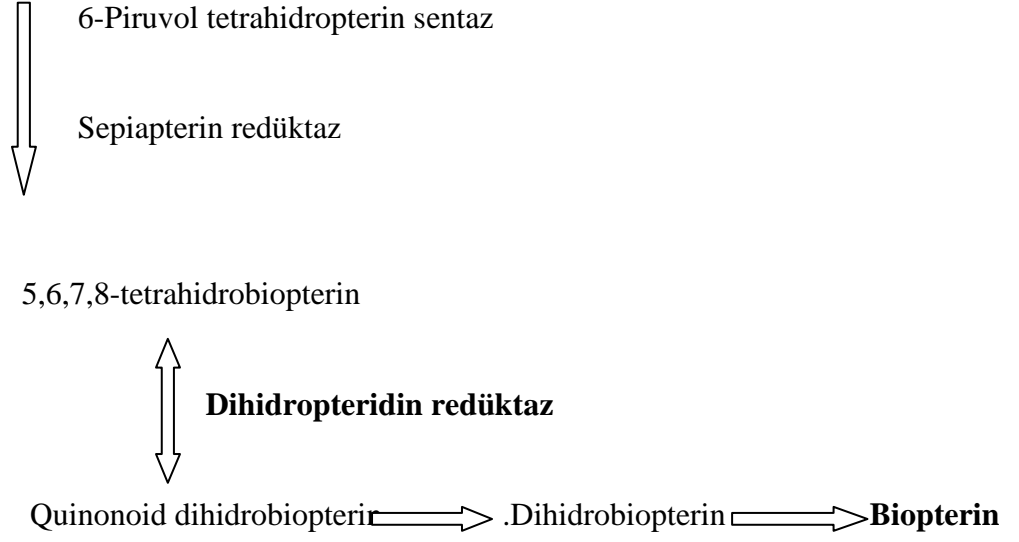 6-Piruvol tetrahidropterin sentaz
Sepiapterin redüktaz
5,6,7,8-tetrahidrobiopterin
Dihidropteridin redüktaz
Quinonoid dihidrobiopterin .Dihidrobiopterin Biopterin